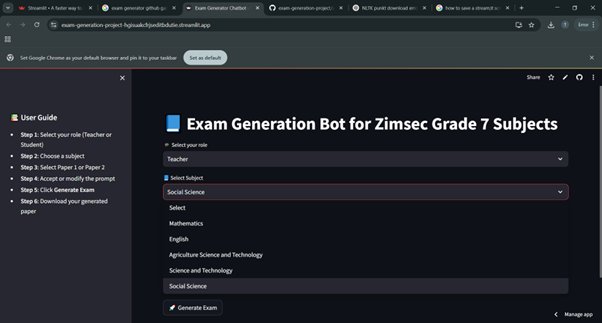 Streamlit • A faster way to
exam generator github gu
Exam Generator Chatbot -
exam-generation-project/
NLTK punkt download err
how to save a streamlit s
exam-generation-project-hgisuakcfrjseditbdutie.streamlit.app
T
Error
Set Google Chrome as your default browser and pin it to your taskbar
Set as default
Share
User Guide
Step 1: Select your role (Teacher or
Student)
Step 2: Choose a subject
Step 3: Select Paper 1 or Paper 2
Step 4: Accept or modify the prompt
Step 5: Click Generate Exam
Step 6: Download your generated
paper
Exam Generation Bot for Zimsec Grade 7 Subjects
Select your role
Teacher
Select Subject
Social Science
Select
Mathematics
English
Agriculture Science and Technology
Science and Technology
Social Science
Generate Exam
Manage app